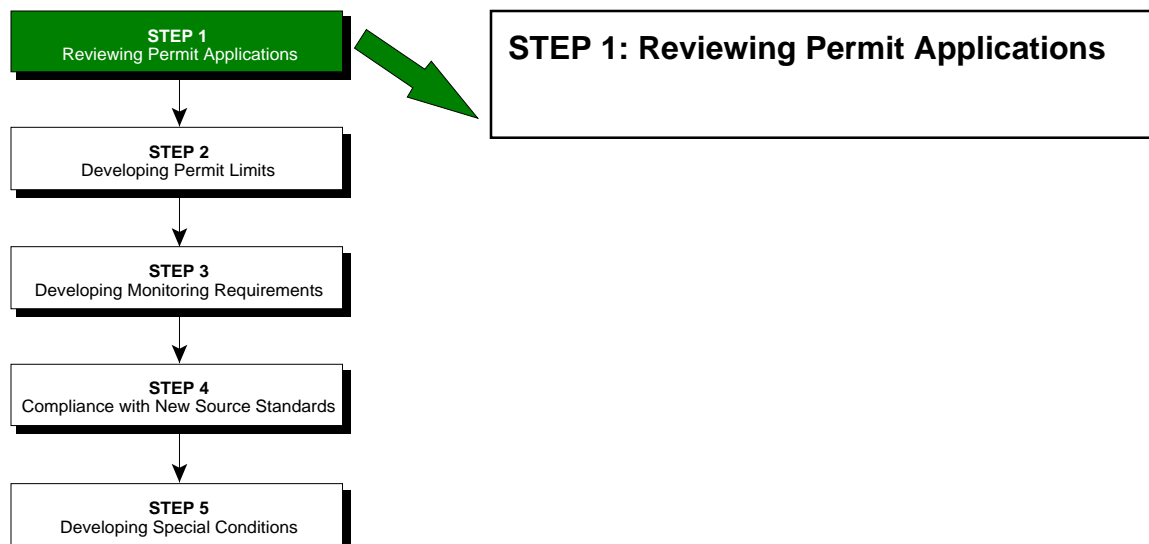 STEP 1
Reviewing Permit Applications
STEP 1: Reviewing Permit Applications
STEP 2
Developing Permit Limits
STEP 3
Developing Monitoring Requirements
STEP 4
Compliance with New Source Standards
STEP 5
Developing Special Conditions